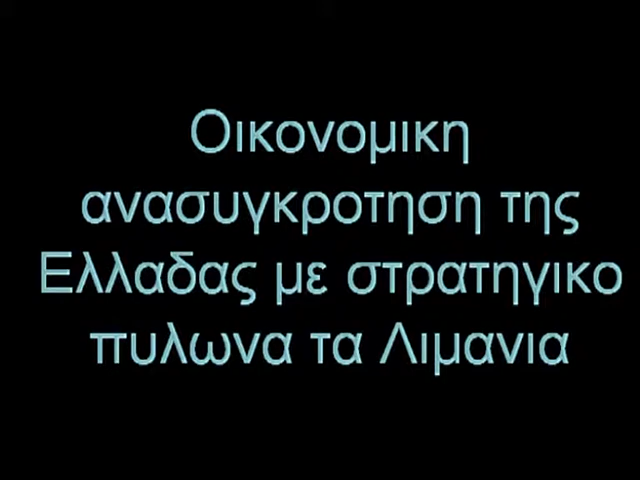 Οικονομικη
ανασυγκροτηση της
Ελλαδας με στρατηγικο
πυλωνα τα Λιμανια